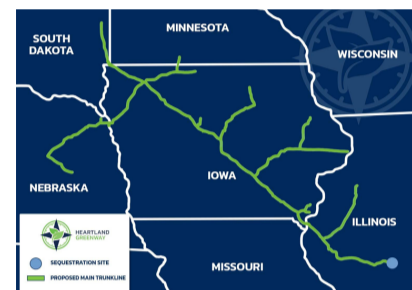 MINNESOTA
SOUTH
DAKOTA
WISCONSIN
IOWA
NEBRASKA
ILLINOIS
MISSOURI
HEARTLAND
GREENWAY
SEQUESTRATION SITE
PROPOSED MAIN TRUNKLINE